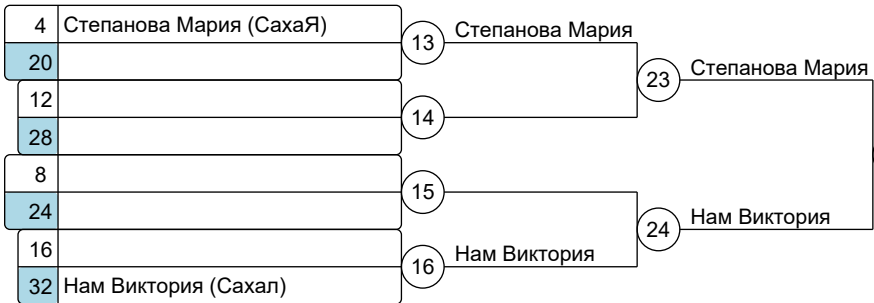 4 Степанова Мария (СахаЯ)
20
12
28
8
24
16
32 Нам Виктория (Сахал)
13 Степанова Мария
14
15
16 Нам Виктория
23 Степанова Мария
24 Нам Виктория